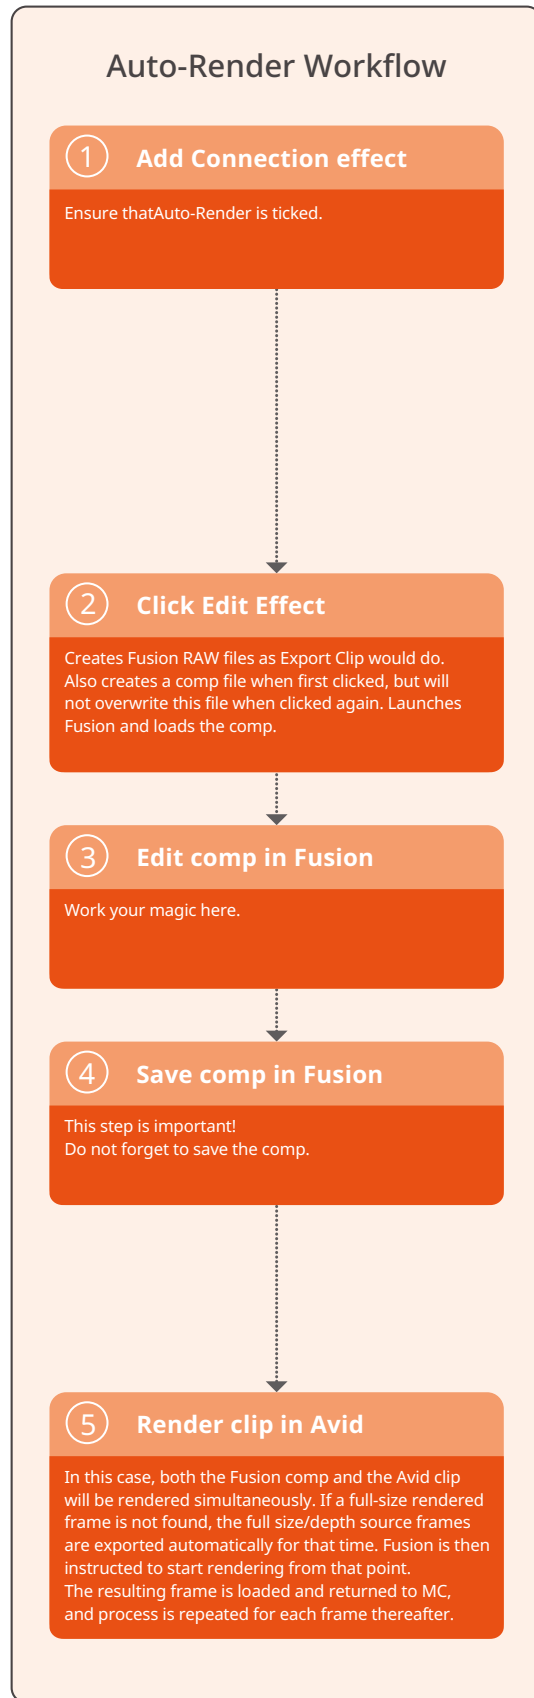 Auto-Render Workflow
1 Add Connection effect
Ensure thatAuto-Render is ticked.
2 Click Edit Effect
Creates Fusion RAW files as Export Clip would do.
Also creates a comp file when first clicked, but will
not overwrite this file when clicked again. Launches
Fusion and loads the comp.
3 Edit comp in Fusion
Work your magic here.
4 Save comp in Fusion
This step is important!
Do not forget to save the comp.
5 Render clip in Avid
In this case, both the Fusion comp and the Avid clip
will be rendered simultaneously. If a full-size rendered
frame is not found, the full size/depth source frames
are exported automatically for that time. Fusion is then
instructed to start rendering from that point.
The resulting frame is loaded and returned to MC,
and process is repeated for each frame thereafter.